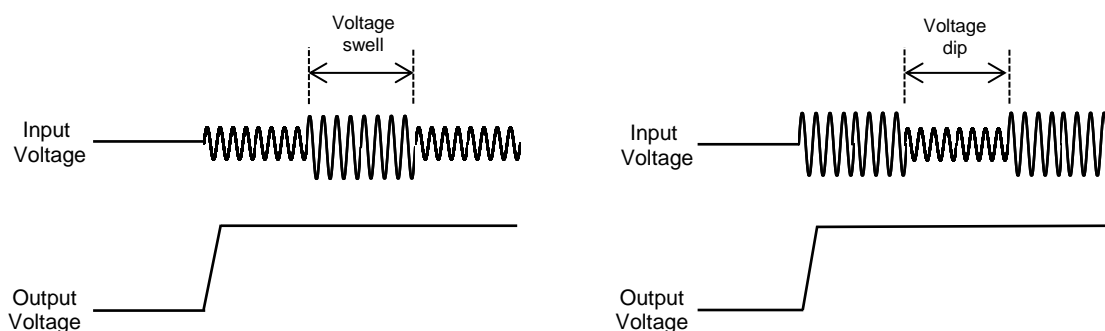 Voltage
swell
Input
Voltage
Output
Voltage
Voltage
dip
Input
Voltage
Output
Voltage